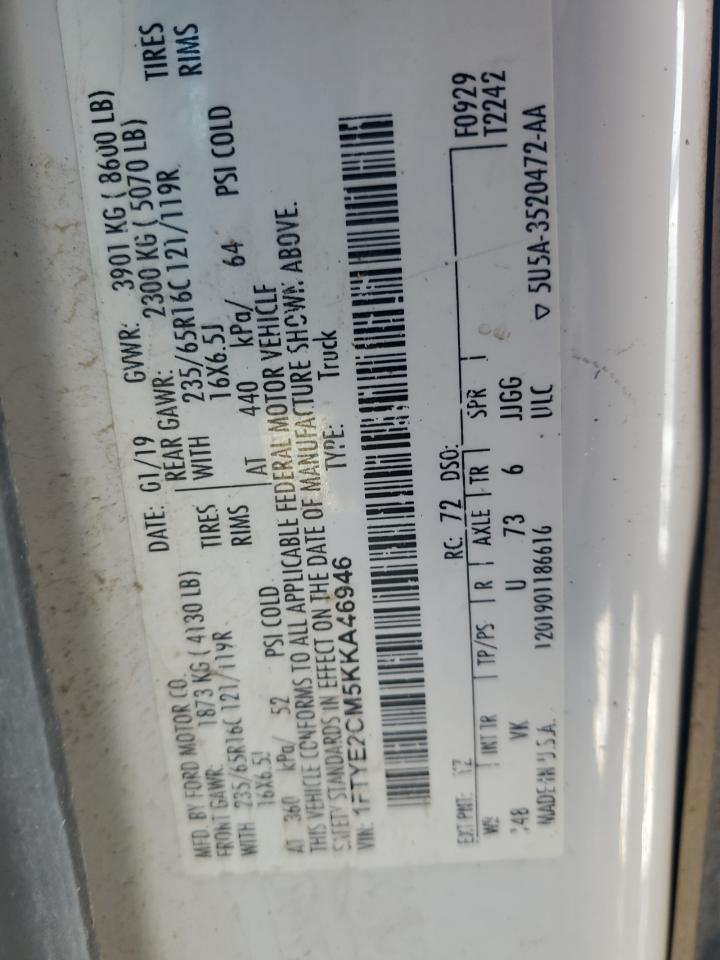 MFD. BY FORD MOTOR CO. DATE: 01/19 GVWR: 3901 KG ( 8600 LB)
FRONT GAWR: 1873 KG ( 4130 LB) REAR GAWR: 2300 KG ( 5070 LB)
WITH 235/65R16C 121/119R TIRES WITH 235/65R16C 121/119R TIRES
16X6.5J RIMS 16X6.5J RIMS
AT 360 kPa/ 52 PSI COLD AT 440 kPa/ 64 PSI COLD
THIS VEHICLE CONFORMS TO ALL APPLICABLE FEDERAL MOTOR VEHICLE
SAFETY STANDARDS IN EFFECT ON THE DATE OF MANUFACTURE SHOWN ABOVE.
VIN: 1FTYE2CM5KKA46946 TYPE: Truck
F0929
T2242
EXT PNT: RC: 72 DSO:
WB INT TR TP/PS R AXLE TR SPR
VK U 73 6 JJGG
MADE IN U.S.A. 1201901186616 ULC ▽ 5U5A-3520472-AA